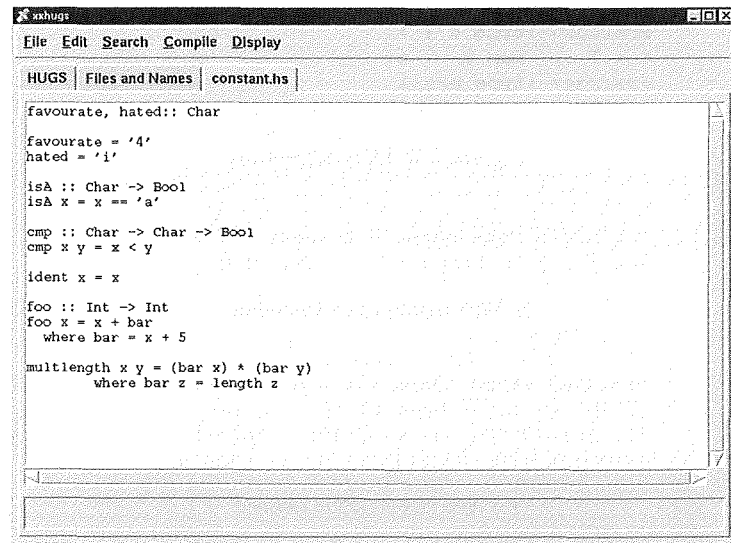 xxhugs
File Edit Search Compile Display
HUGS Files and Names constant.hs
favourate, hated:: Char
favourate = '4'
hated = 'i'
isA :: Char -> Bool
isA x = x == 'a'
cmp :: Char -> Char -> Bool
cmp x y = x < y
ident x = x
foo :: Int -> Int
foo x = x + bar
where bar = x + 5
multlength x y = (bar x) * (bar y)
where bar z = length z